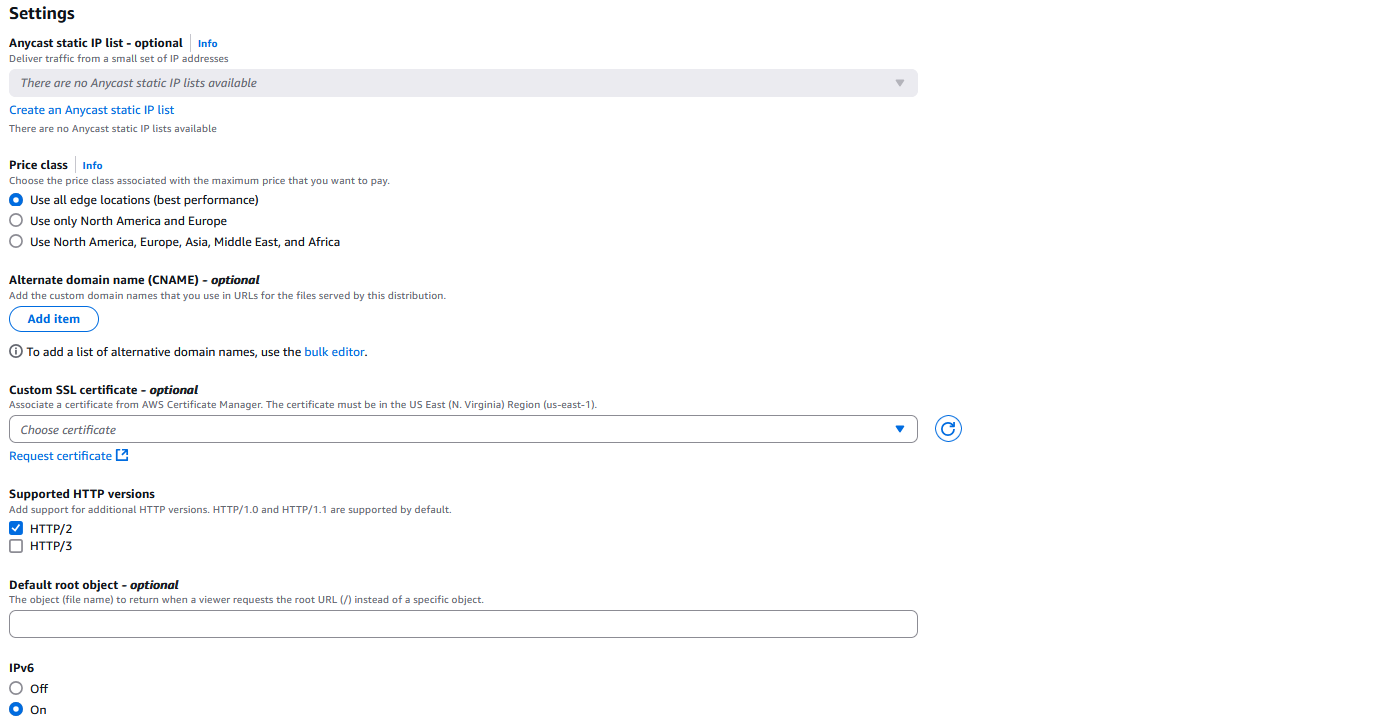 Settings
Anycast static IP list - optional Info
Deliver traffic from a small set of IP addresses
There are no Anycast static IP lists available
Create an Anycast static IP list
There are no Anycast static IP lists available
Price class Info
Choose the price class associated with the maximum price that you want to pay.
Use all edge locations (best performance)
Use only North America and Europe
Use North America, Europe, Asia, Middle East, and Africa
Alternate domain name (CNAME) - optional
Add the custom domain names that you use in URLs for the files served by this distribution.
Add item
To add a list of alternative domain names, use the bulk editor.
Custom SSL certificate - optional
Associate a certificate from AWS Certificate Manager. The certificate must be in the US East (N. Virginia) Region (us-east-1).
Choose certificate
Request certificate
Supported HTTP versions
Add support for additional HTTP versions. HTTP/1.0 and HTTP/1.1 are supported by default.
HTTP/2
HTTP/3
Default root object - optional
The object (file name) to return when a viewer requests the root URL (/) instead of a specific object.
IPv6
Off
On